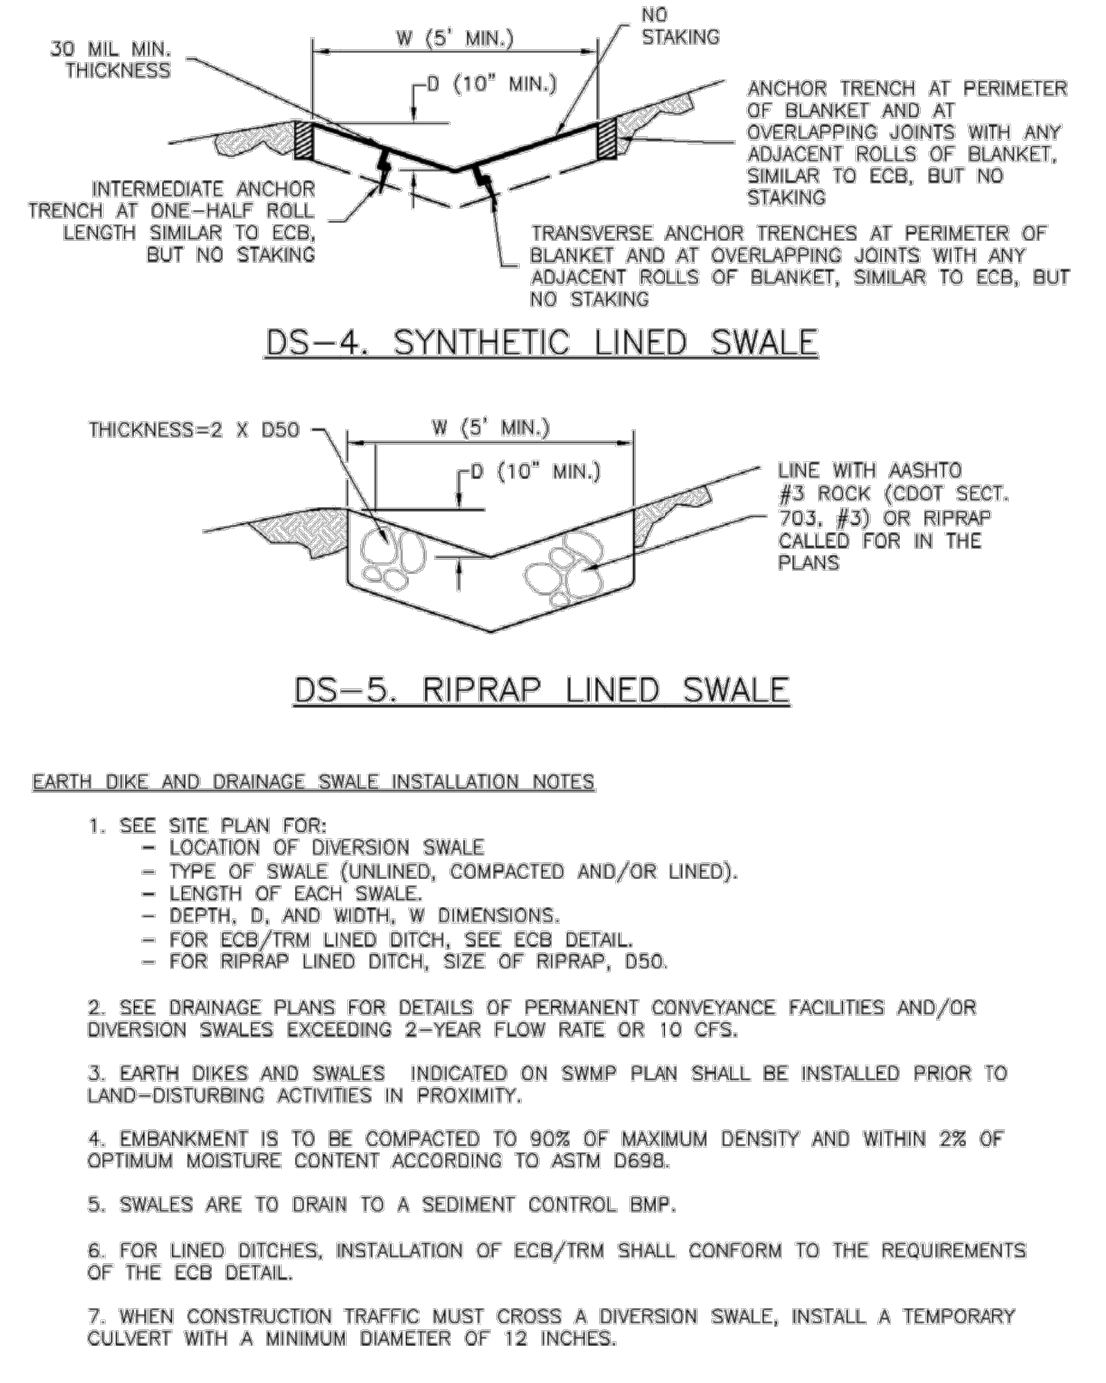 30 MIL MIN.
THICKNESS
W (5' MIN.)
D (10" MIN.)
NO
STAKING
ANCHOR TRENCH AT PERIMETER
OF BLANKET AND AT
OVERLAPPING JOINTS WITH ANY
ADJACENT ROLLS OF BLANKET,
SIMILAR TO ECB, BUT NO
STAKING
INTERMEDIATE ANCHOR
TRENCH AT ONE-HALF ROLL
LENGTH SIMILAR TO ECB,
BUT NO STAKING
TRANSVERSE ANCHOR TRENCHES AT PERIMETER OF
BLANKET AND AT OVERLAPPING JOINTS WITH ANY
ADJACENT ROLLS OF BLANKET, SIMILAR TO ECB, BUT
NO STAKING
DS-4. SYNTHETIC LINED SWALE
THICKNESS=2 X D50
W (5' MIN.)
D (10" MIN.)
LINE WITH AASHTO
#3 ROCK (CDOT SECT.
703, #3) OR RIPRAP
CALLED FOR IN THE
PLANS
DS-5. RIPRAP LINED SWALE
EARTH DIKE AND DRAINAGE SWALE INSTALLATION NOTES
1. SEE SITE PLAN FOR:
- LOCATION OF DIVERSION SWALE
- TYPE OF SWALE (UNLINED, COMPACTED AND/OR LINED).
- LENGTH OF EACH SWALE.
- DEPTH, D, AND WIDTH, W DIMENSIONS.
- FOR ECB/TRM LINED DITCH, SEE ECB DETAIL.
- FOR RIPRAP LINED DITCH, SIZE OF RIPRAP, D50.
2. SEE DRAINAGE PLANS FOR DETAILS OF PERMANENT CONVEYANCE FACILITIES AND/OR
DIVERSION SWALES EXCEEDING 2-YEAR FLOW RATE OR 10 CFS.
3. EARTH DIKES AND SWALES INDICATED ON SWMP PLAN SHALL BE INSTALLED PRIOR TO
LAND-DISTURBING ACTIVITIES IN PROXIMITY.
4. EMBANKMENT IS TO BE COMPACTED TO 90% OF MAXIMUM DENSITY AND WITHIN 2% OF
OPTIMUM MOISTURE CONTENT ACCORDING TO ASTM D698.
5. SWALES ARE TO DRAIN TO A SEDIMENT CONTROL BMP.
6. FOR LINED DITCHES, INSTALLATION OF ECB/TRM SHALL CONFORM TO THE REQUIREMENTS
OF THE ECB DETAIL.
7. WHEN CONSTRUCTION TRAFFIC MUST CROSS A DIVERSION SWALE, INSTALL A TEMPORARY
CULVERT WITH A MINIMUM DIAMETER OF 12 INCHES.